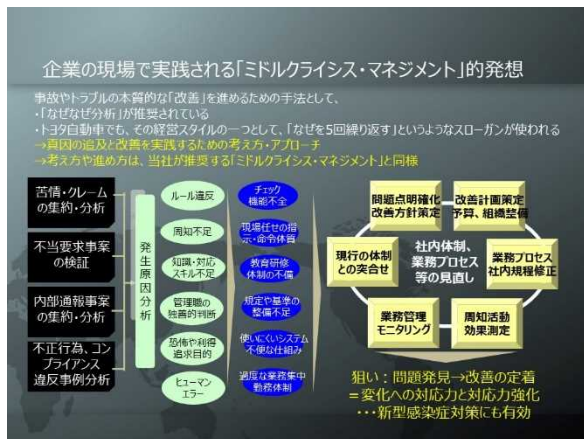 企業の現場で実践される「ミドルクライシス・マネジメント」的発想
事故やトラブルの本質的な「改善」を進めるための手法として、
・「なぜなぜ分析」が推奨されている
・トヨタ自動車でも、その経営スタイルの一つとして、「なぜを5回繰り返す」というようなスローガンが使われる
→真因の追及と改善を実践するための考え方・アプローチ
→考え方や進め方は、当社が推奨する「ミドルクライシス・マネジメント」と同様
苦情・クレーム
の集約・分析
不当要求事案
の検証
内部通報事案
の集約・分析
不正行為、コン
プライアンス
違反事例分析
発生原因分析
ルール違反
周知不足
知識・対応
スキル不足
管理職の
独善的判断
恐怖や利得
追求目的
ヒューマン
エラー
チェック
機能不全
現場任せの指
示・命令体質
教育研修
体制の不備
規定や基準の
整備不足
使いにくいシステム
不便な仕組み
過度な業務集中
勤務体制
問題点明確化
改善方針策定
改善計画策定
予算、組織整備
現行の体制
との突合せ
社内体制、
業務プロセス
等の見直し
業務プロセス
社内規程修正
業務管理
モニタリング
周知活動
効果測定
狙い：問題発見→改善の定着
＝変化への対応力と対応力強化
・・・新型感染症対策にも有効